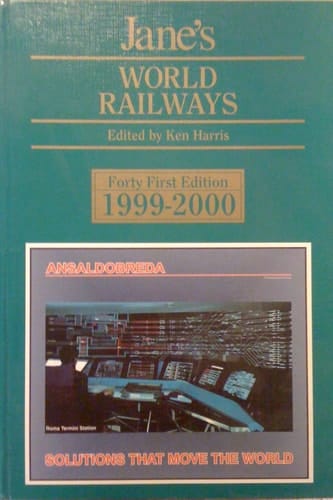 Jane's
WORLD
RAILWAYS
Edited by Ken Harris
Forty First Edition
1999-2000
ANSALDOBREDA
Roma Termini Station
SOLUTIONS THAT MOVE THE WORLD